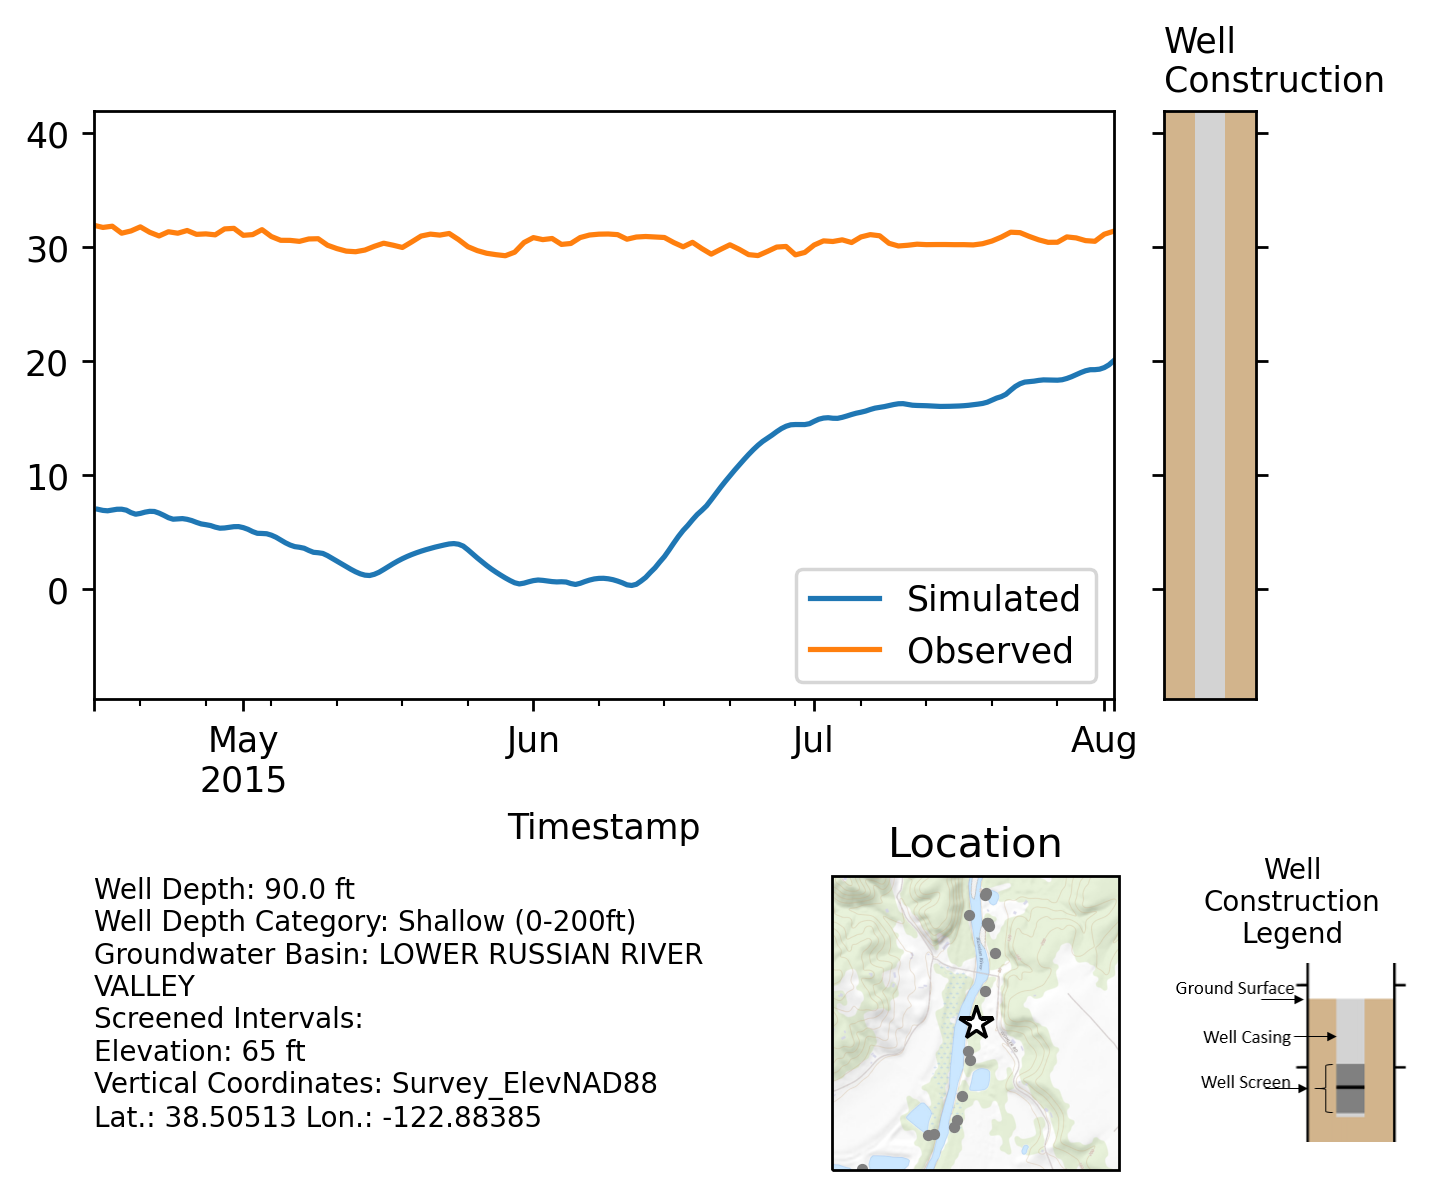 Well
Construction
40
30
20
10
0
Simulated
Observed
May
2015
Jun
Jul
Aug
Timestamp
Well Depth: 90.0 ft
Well Depth Category: Shallow (0-200ft)
Groundwater Basin: LOWER RUSSIAN RIVER
VALLEY
Screened Intervals:
Elevation: 65 ft
Vertical Coordinates: Survey_ElevNAD88
Lat.: 38.50513 Lon.: -122.88385
Location
Well
Construction
Legend
Ground Surface
Well Casing
Well Screen